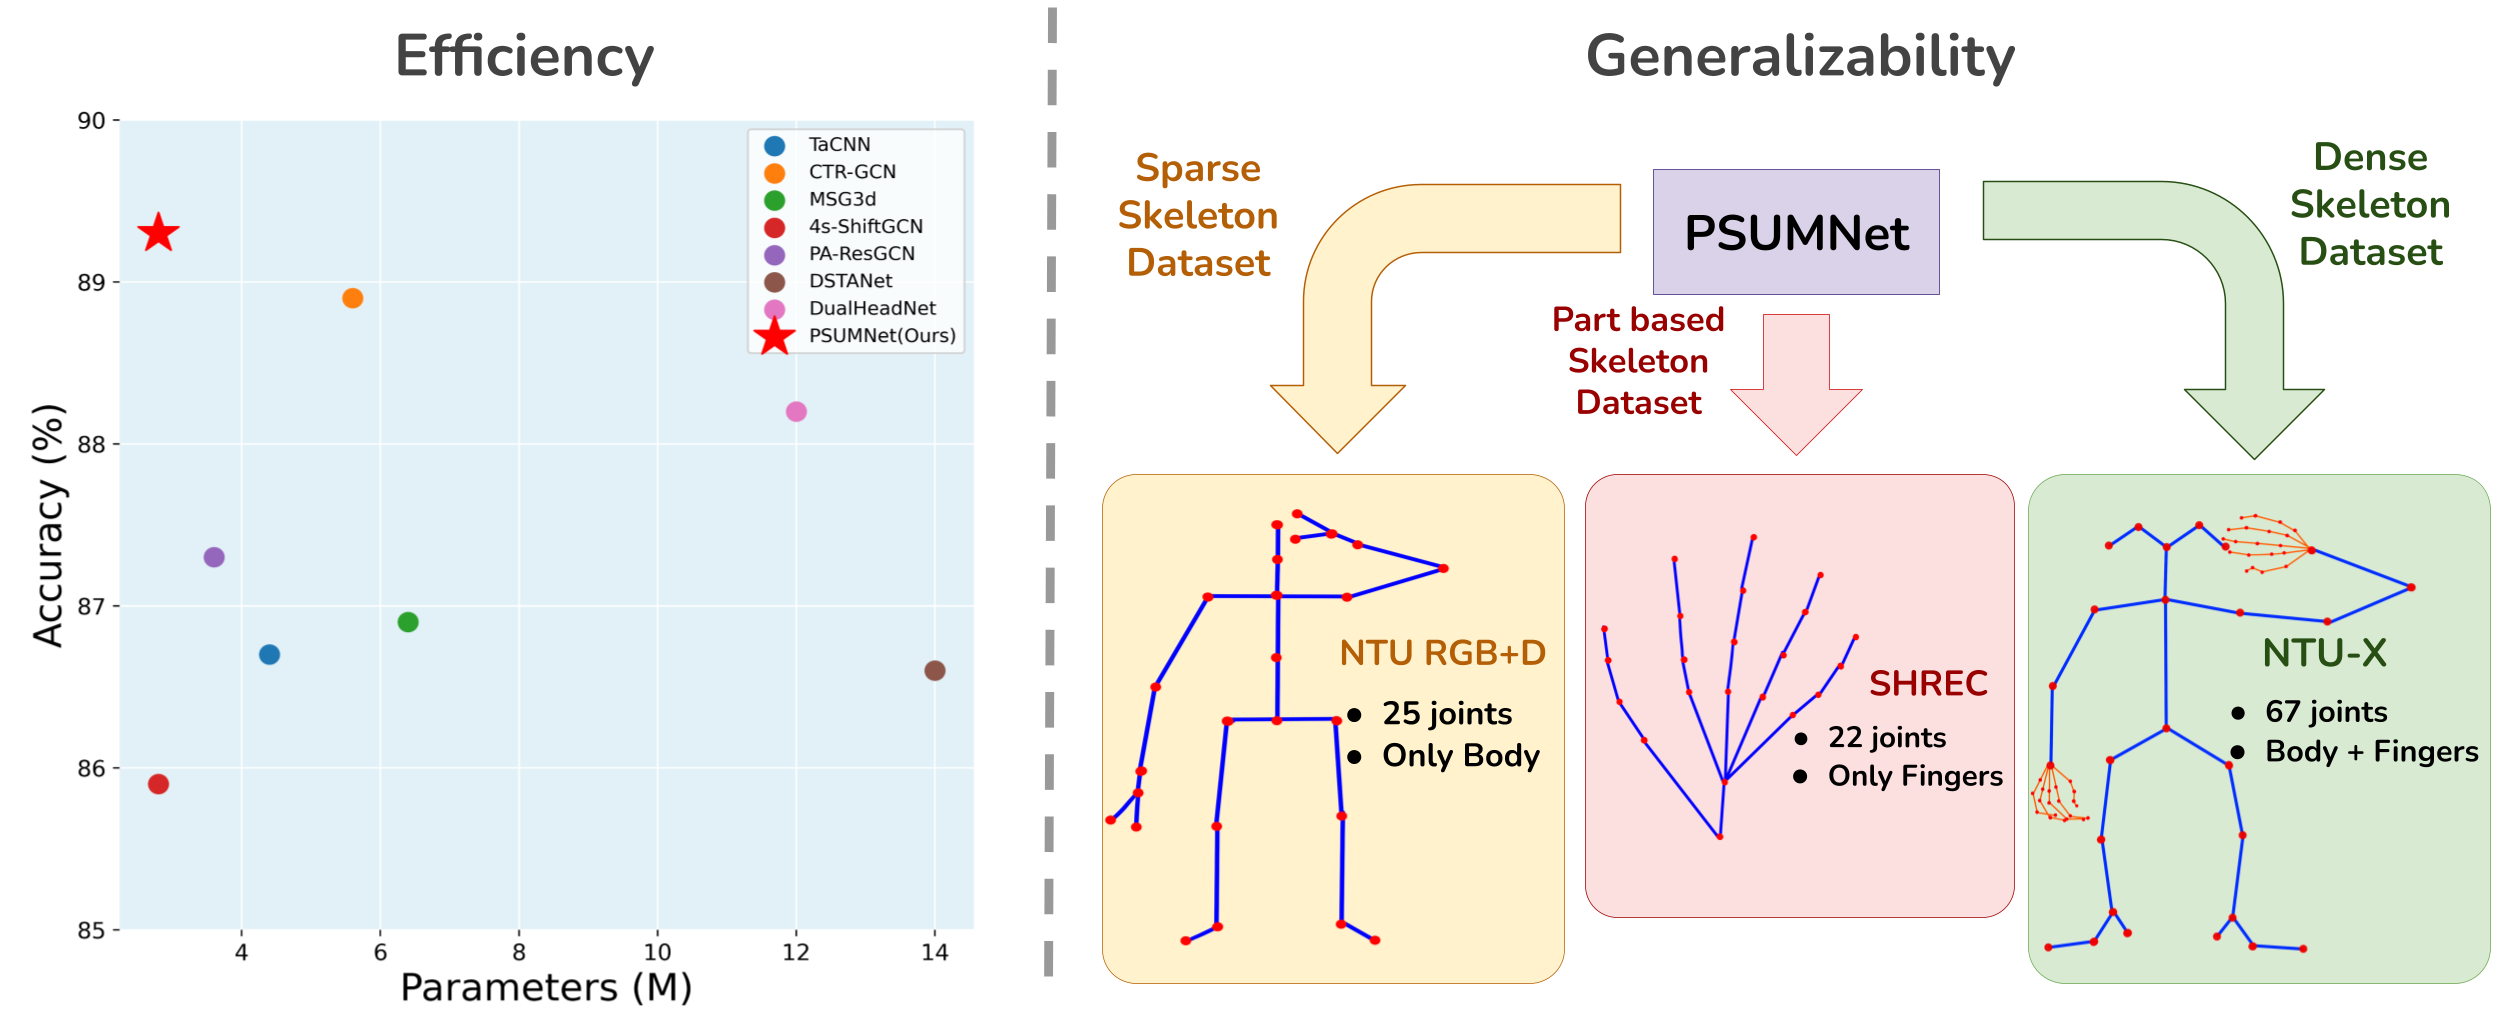 Efficiency
90
89
88
87
86
85
Accuracy (%)
4 6 8 10 12 14
Parameters (M)
TaCNN
CTR-GCN
MSG3d
4s-ShiftGCN
PA-ResGCN
DSTANet
DualHeadNet
PSUMNet(Ours)
Generalizability
Sparse
Skeleton
Dataset
PSUMNet
Part based
Skeleton
Dataset
Dense
Skeleton
Dataset
NTU RGB+D
● 25 joints
● Only Body
SHREC
● 22 joints
● Only Fingers
NTU-X
● 67 joints
● Body + Fingers